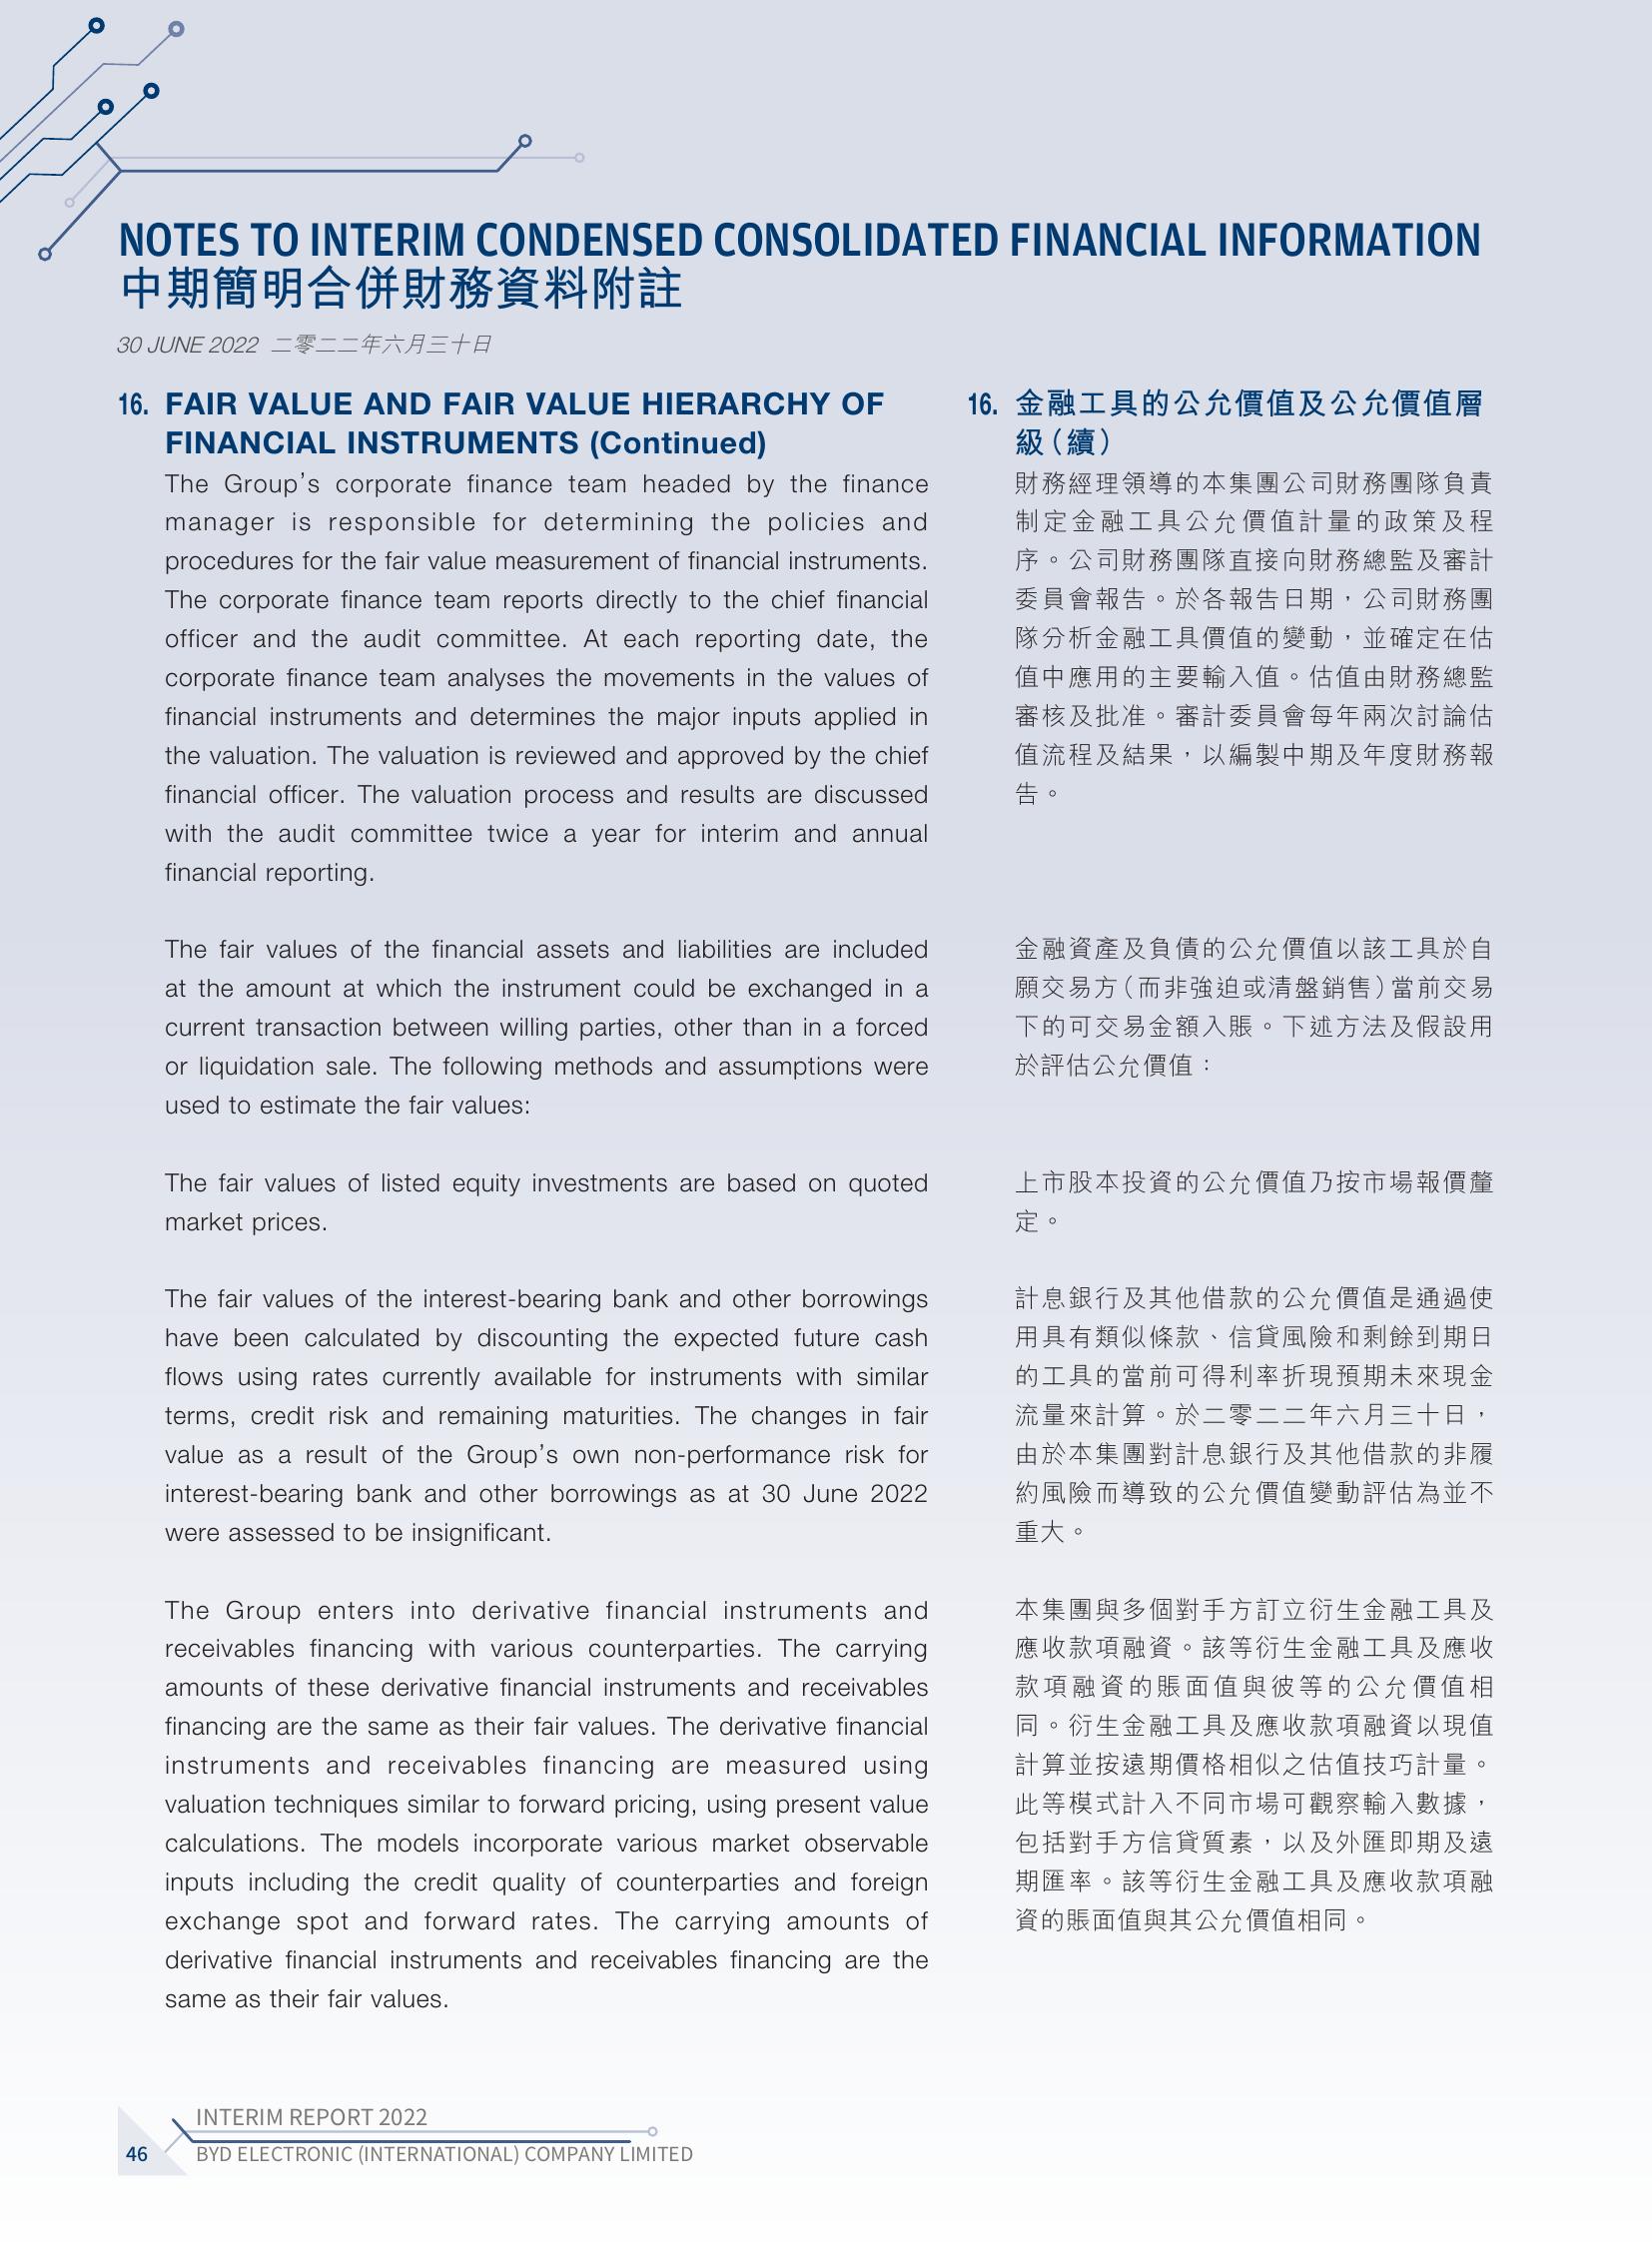 NOTES TO INTERIM CONDENSED CONSOLIDATED FINANCIAL INFORMATION
中期簡明合併財務資料附註
30 JUNE 2022 二零二二年六月三十日
16. FAIR VALUE AND FAIR VALUE HIERARCHY OF
FINANCIAL INSTRUMENTS (Continued)
The Group’s corporate finance team headed by the finance
manager is responsible for determining the policies and
procedures for the fair value measurement of financial instruments.
The corporate finance team reports directly to the chief financial
officer and the audit committee. At each reporting date, the
corporate finance team analyses the movements in the values of
financial instruments and determines the major inputs applied in
the valuation. The valuation is reviewed and approved by the chief
financial officer. The valuation process and results are discussed
with the audit committee twice a year for interim and annual
financial reporting.
The fair values of the financial assets and liabilities are included
at the amount at which the instrument could be exchanged in a
current transaction between willing parties, other than in a forced
or liquidation sale. The following methods and assumptions were
used to estimate the fair values:
The fair values of listed equity investments are based on quoted
market prices.
The fair values of the interest-bearing bank and other borrowings
have been calculated by discounting the expected future cash
flows using rates currently available for instruments with similar
terms, credit risk and remaining maturities. The changes in fair
value as a result of the Group’s own non-performance risk for
interest-bearing bank and other borrowings as at 30 June 2022
were assessed to be insignificant.
The Group enters into derivative financial instruments and
receivables financing with various counterparties. The carrying
amounts of these derivative financial instruments and receivables
financing are the same as their fair values. The derivative financial
instruments and receivables financing are measured using
valuation techniques similar to forward pricing, using present value
calculations. The models incorporate various market observable
inputs including the credit quality of counterparties and foreign
exchange spot and forward rates. The carrying amounts of
derivative financial instruments and receivables financing are the
same as their fair values.
16. 金融工具的公允價值及公允價值層
級（續）
財務經理領導的本集團公司財務團隊負責
制定金融工具公允價值計量的政策及程
序。公司財務團隊直接向財務總監及審計
委員會報告。於各報告日期，公司財務團
隊分析金融工具價值的變動，並確定在估
值中應用的主要輸入值。估值由財務總監
審核及批准。審計委員會每年兩次討論估
值流程及結果，以編製中期及年度財務報
告。
金融資產及負債的公允價值以該工具於自
願交易方（而非強迫或清盤銷售）當前交易
下的可交易金額入賬。下述方法及假設用
於評估公允價值：
上市股本投資的公允價值乃按市場報價釐
定。
計息銀行及其他借款的公允價值是通過使
用具有類似條款、信貸風險和剩餘到期日
的工具的當前可得利率折現預期未來現金
流量來計算。於二零二二年六月三十日，
由於本集團對計息銀行及其他借款的非履
約風險而導致的公允價值變動評估為並不
重大。
本集團與多個對手方訂立衍生金融工具及
應收款項融資。該等衍生金融工具及應收
款項融資的賬面值與彼等的公允價值相
同。衍生金融工具及應收款項融資以現值
計算並按遠期價格相似之估值技巧計量。
此等模式計入不同市場可觀察輸入數據，
包括對手方信貸質素，以及外匯即期及遠
期匯率。該等衍生金融工具及應收款項融
資的賬面值與其公允價值相同。
INTERIM REPORT 2022
46 BYD ELECTRONIC (INTERNATIONAL) COMPANY LIMITED